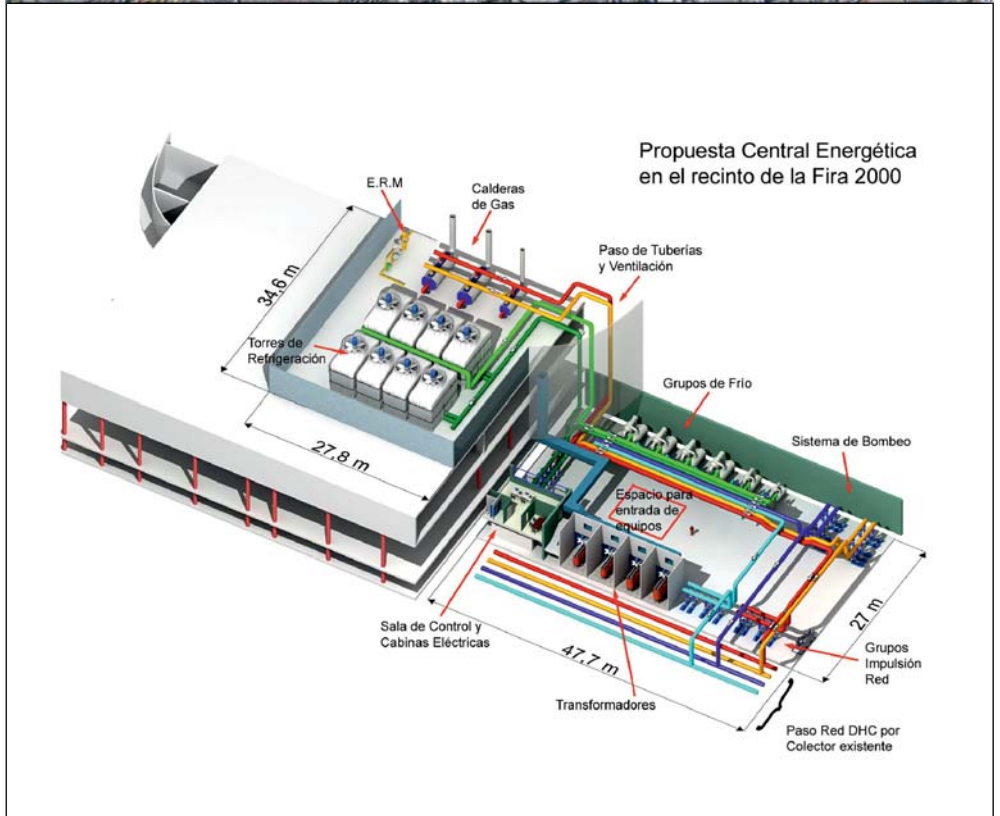 Propuesta Central Energética
en el recinto de la Fira 2000
E.R.M
Calderas
de Gas
Paso de Tuberías
y Ventilación
34,6 m
Torres de
Refrigeración
Grupos de Frío
27,8 m
Sistema de Bombeo
Espacio para
entrada de
equipos
Sala de Control y
Cabinas Eléctricas
47,7 m
27 m
Grupos
Impulsión
Red
Transformadores
Paso Red DHC por
Colector existente